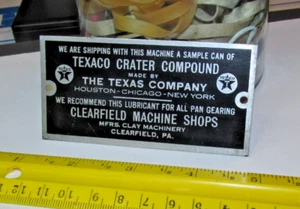 WE ARE SHIPPING WITH THIS MACHINE A SAMPLE CAN OF
TEXACO CRATER COMPOUND
MADE BY
THE TEXAS COMPANY
HOUSTON-CHICAGO-NEW YORK
WE RECOMMEND THIS LUBRICANT FOR ALL PAN GEARING
CLEARFIELD MACHINE SHOPS
MFRS. CLAY MACHINERY
CLEARFIELD, PA.